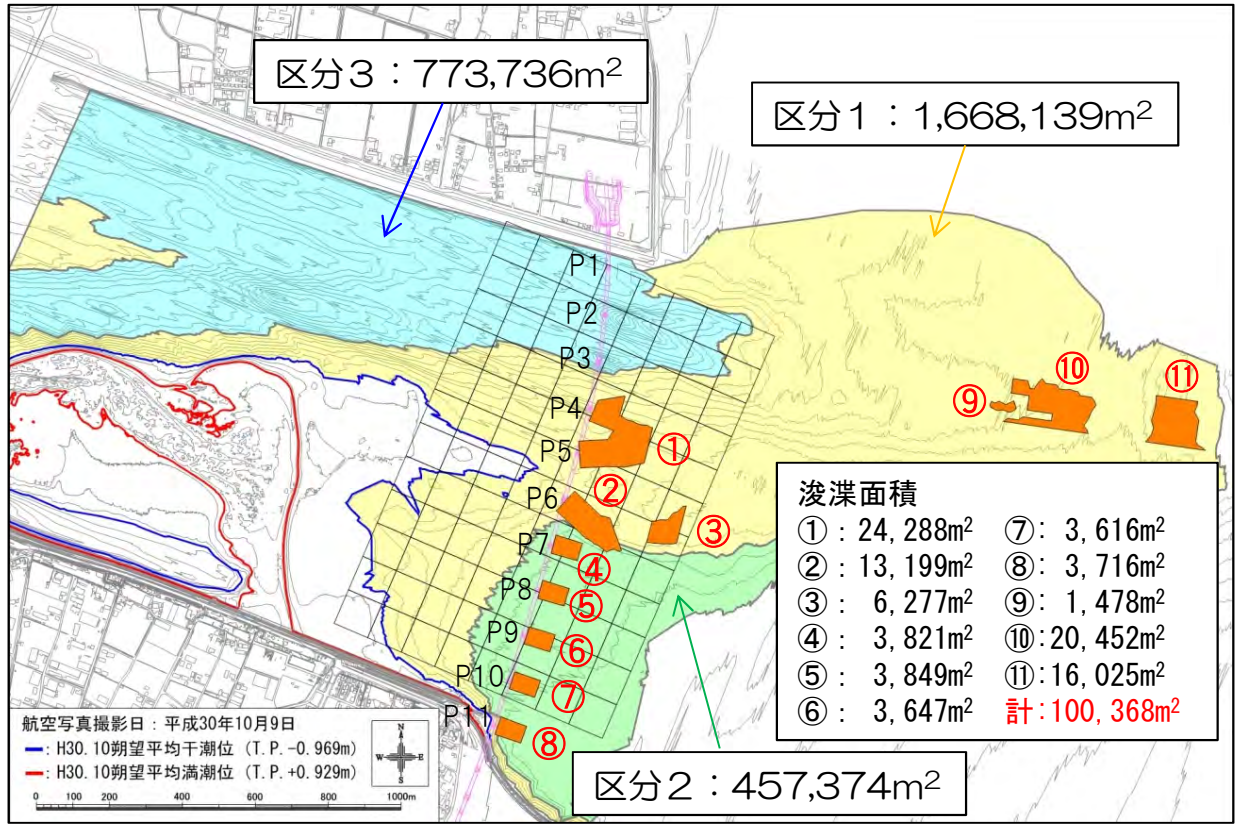 区分3：773,736m²
区分1：1,668,139m²
P1
P2
P3
P4
P5
P6
P7
P8
P9
P10
P11
①
②
③
④
⑤
⑥
⑦
⑧
⑨
⑩
⑪
浚渫面積
①：24,288m² ⑦：3,616m²
②：13,199m² ⑧：3,716m²
③：6,277m² ⑨：1,478m²
④：3,821m² ⑩：20,452m²
⑤：3,849m² ⑪：16,025m²
⑥：3,647m² 計：100,368m²
区分2：457,374m²
航空写真撮影日：平成30年10月9日
：H30.10朔望平均干潮位（T.P.-0.969m）
：H30.10朔望平均満潮位（T.P.+0.929m）
N
W E
S
0 200 400 600 800 1000m